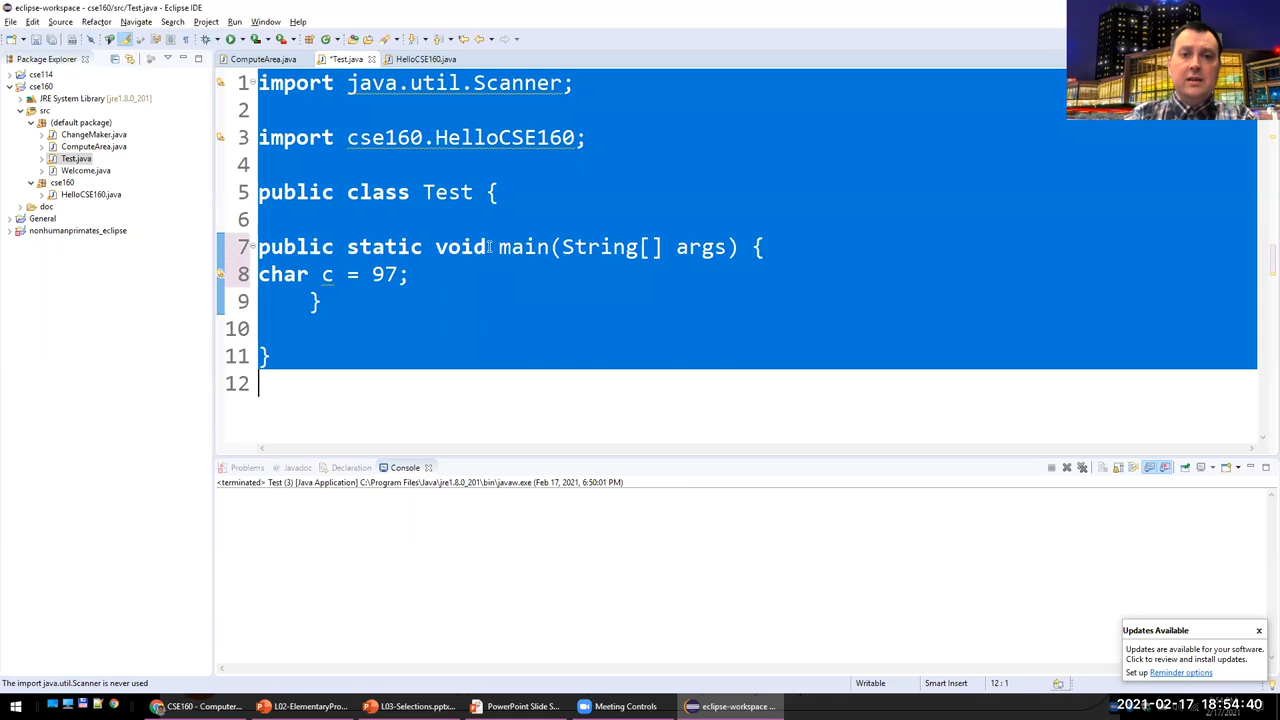 eclipse-workspace - cse160/src/Test.java - Eclipse IDE
File Edit Source Refactor Navigate Search Project Run Window Help
Package Explorer
ComputeArea.java
*Test.java
HelloCSE160.java
cse114
cse160
JRE System Library [jre1.8.0_201]
src
(default package)
ChangeMaker.java
ComputeArea.java
Test.java
Welcome.java
cse160
HelloCSE160.java
doc
General
nonhumanprimates_eclipse
1 import java.util.Scanner;
2
3 import cse160.HelloCSE160;
4
5 public class Test {
6
7 public static void main(String[] args) {
8 char c = 97;
9 }
10
11 }
12
Problems Javadoc Declaration Console
<terminated> Test (3) [Java Application] C:\Program Files\Java\jre1.8.0_201\bin\javaw.exe (Feb 17, 2021, 6:50:01 PM)
Updates Available
Updates are available for your software.
Click to review and install updates.
Set up Reminder options
The import java.util.Scanner is never used
Writable
Smart Insert
12 : 1
CSE160 - Computer...
L02-ElementaryPro...
L03-Selections.pptx...
PowerPoint Slide S...
Meeting Controls
eclipse-workspace ...
2021-02-17 18:54:40